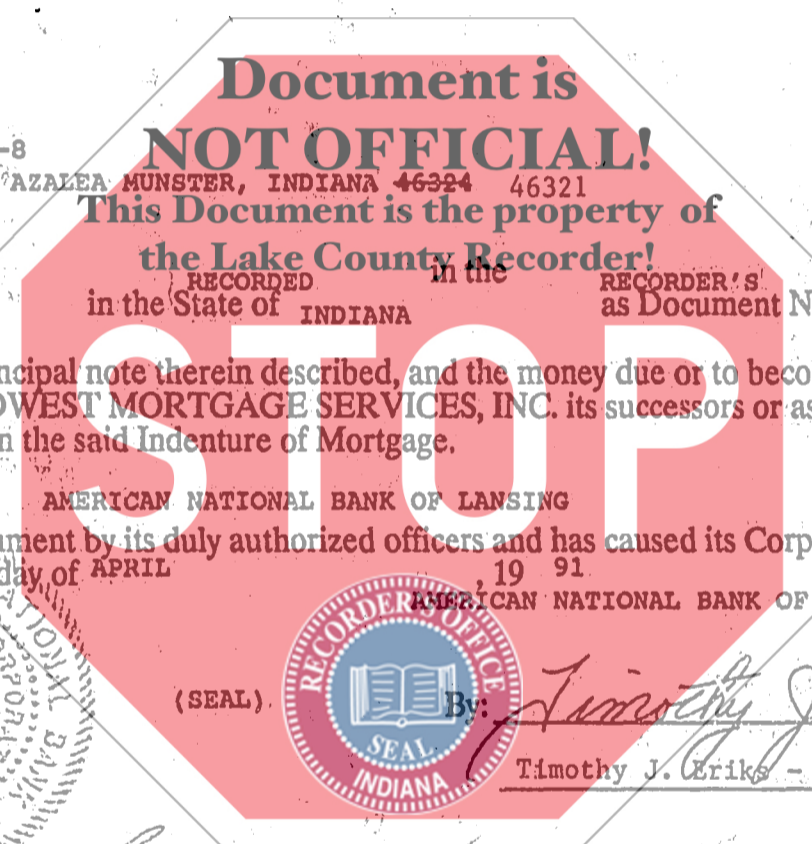 Document is
-8
NOT OFFICIAL!
AZALEA MUNSTER, INDIANA 46324 46321
This Document is the property of
the Lake County Recorder!
RECORDED in the RECORDER'S
in the State of INDIANA as Document N
STOP
ncipal note therein described, and the money due or to beco
OWEST MORTGAGE SERVICES, INC. its successors or as
n the said Indenture of Mortgage.
AMERICAN NATIONAL BANK OF LANSING
ument by its duly authorized officers and has caused its Corp
day of APRIL , 19 91
AMERICAN NATIONAL BANK OF
RECORDER'S OFFICE
SEAL
INDIANA
(SEAL)
By: Timothy J
Timothy J. Eriks -
TIONAL BANK